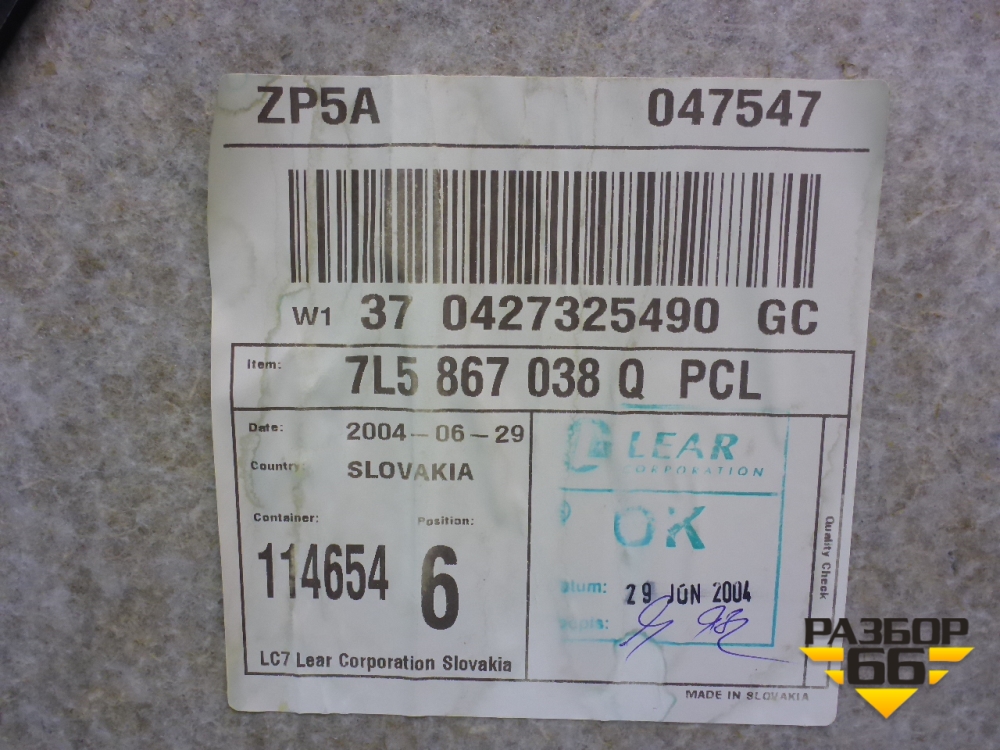 ZP5A 047547
W1 37 0427325490 GC
Item: 7L5 867 038 Q PCL
Date: 2004-06-29
Country: SLOVAKIA
Container: Position:
114654 6
LC7 Lear Corporation Slovakia
LEAR
CORPORATION
OK
29 JUN 2004
Quality Check
MADE IN SLOVAKIA
РАЗБОР
66